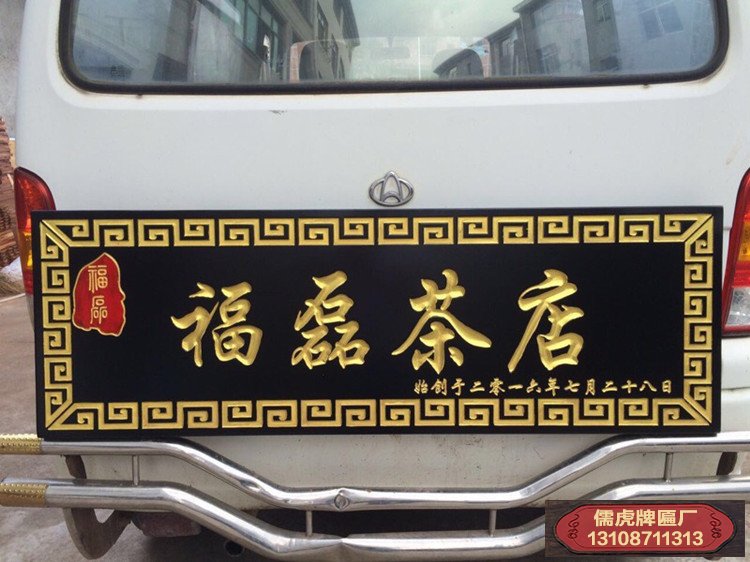 福磊
福磊茶店
始创于二零一六年七月二十八日
儒虎牌匾厂
13108711313